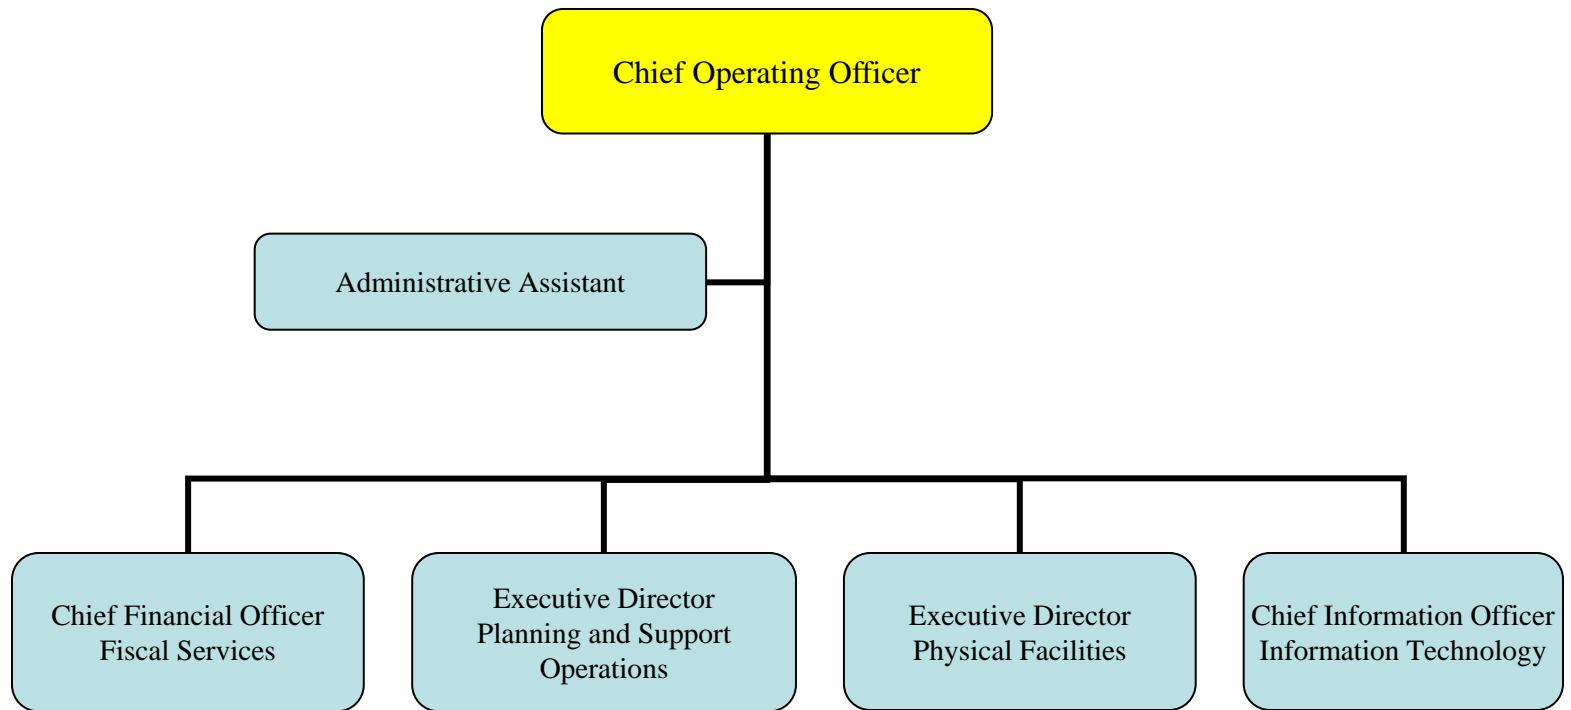 Chief Operating Officer
Administrative Assistant
Chief Financial Officer
Fiscal Services
Executive Director
Planning and Support
Operations
Executive Director
Physical Facilities
Chief Information Officer
Information Technology